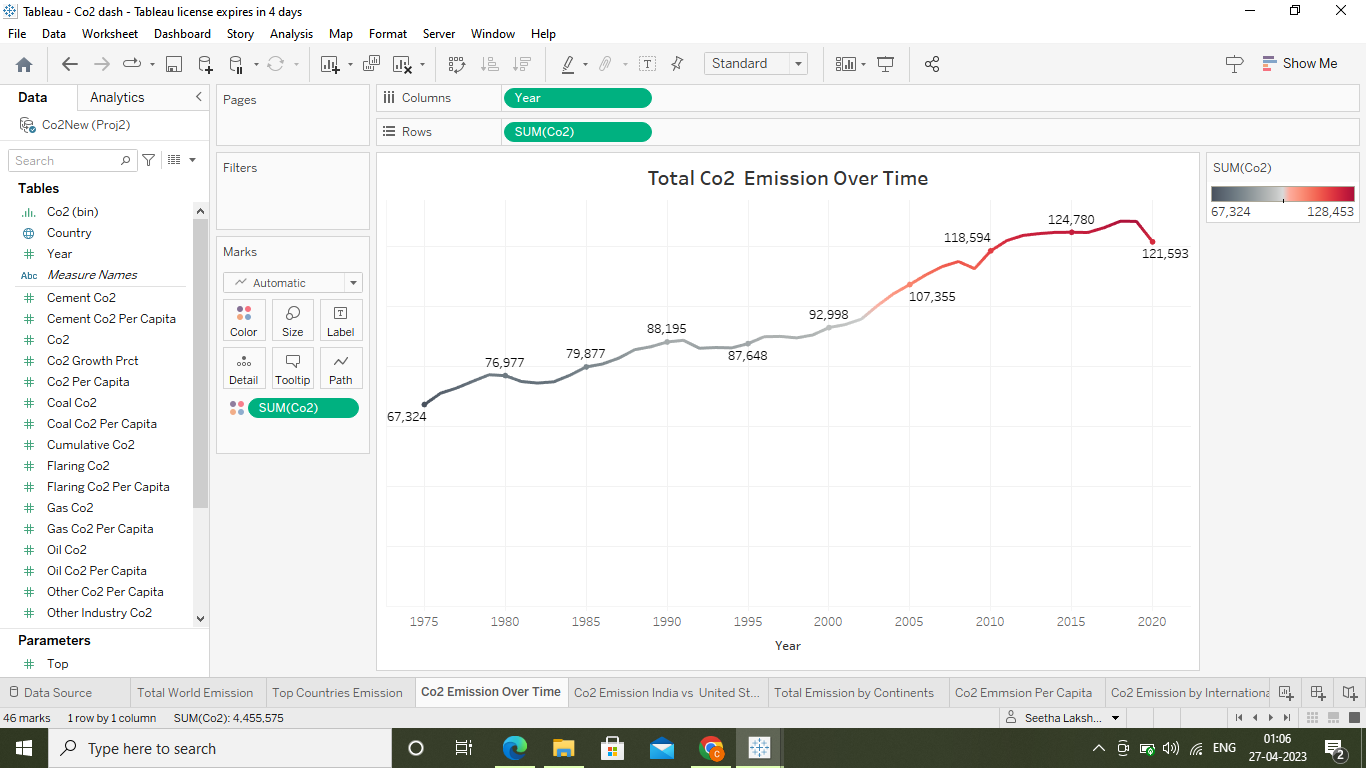 Tableau - Co2 dash - Tableau license expires in 4 days
File Data Worksheet Dashboard Story Analysis Map Format Server Window Help
Standard
Show Me
Data Analytics
Co2New (Proj2)
Search
Tables
Co2 (bin)
Country
Year
Abc Measure Names
Cement Co2
Cement Co2 Per Capita
Co2
Co2 Growth Prct
Co2 Per Capita
Coal Co2
Coal Co2 Per Capita
Cumulative Co2
Flaring Co2
Flaring Co2 Per Capita
Gas Co2
Gas Co2 Per Capita
Oil Co2
Oil Co2 Per Capita
Other Co2 Per Capita
Other Industry Co2
Parameters
Top
Pages
Filters
Marks
Automatic
Color Size Label
Detail Tooltip Path
SUM(Co2)
Columns Year
Rows SUM(Co2)
Total Co2 Emission Over Time
67,324
76,977
79,877
88,195
87,648
92,998
107,355
118,594
124,780
121,593
1975 1980 1985 1990 1995 2000 2005 2010 2015 2020
Year
SUM(Co2)
67,324 128,453
Data Source Total World Emission Top Countries Emission Co2 Emission Over Time Co2 Emission India vs United St... Total Emission by Continents Co2 Emmsion Per Capita Co2 Emission by Internationa
46 marks 1 row by 1 column SUM(Co2): 4,455,575 Seetha Laksh...
Type here to search
ENG
01:06
27-04-2023
2